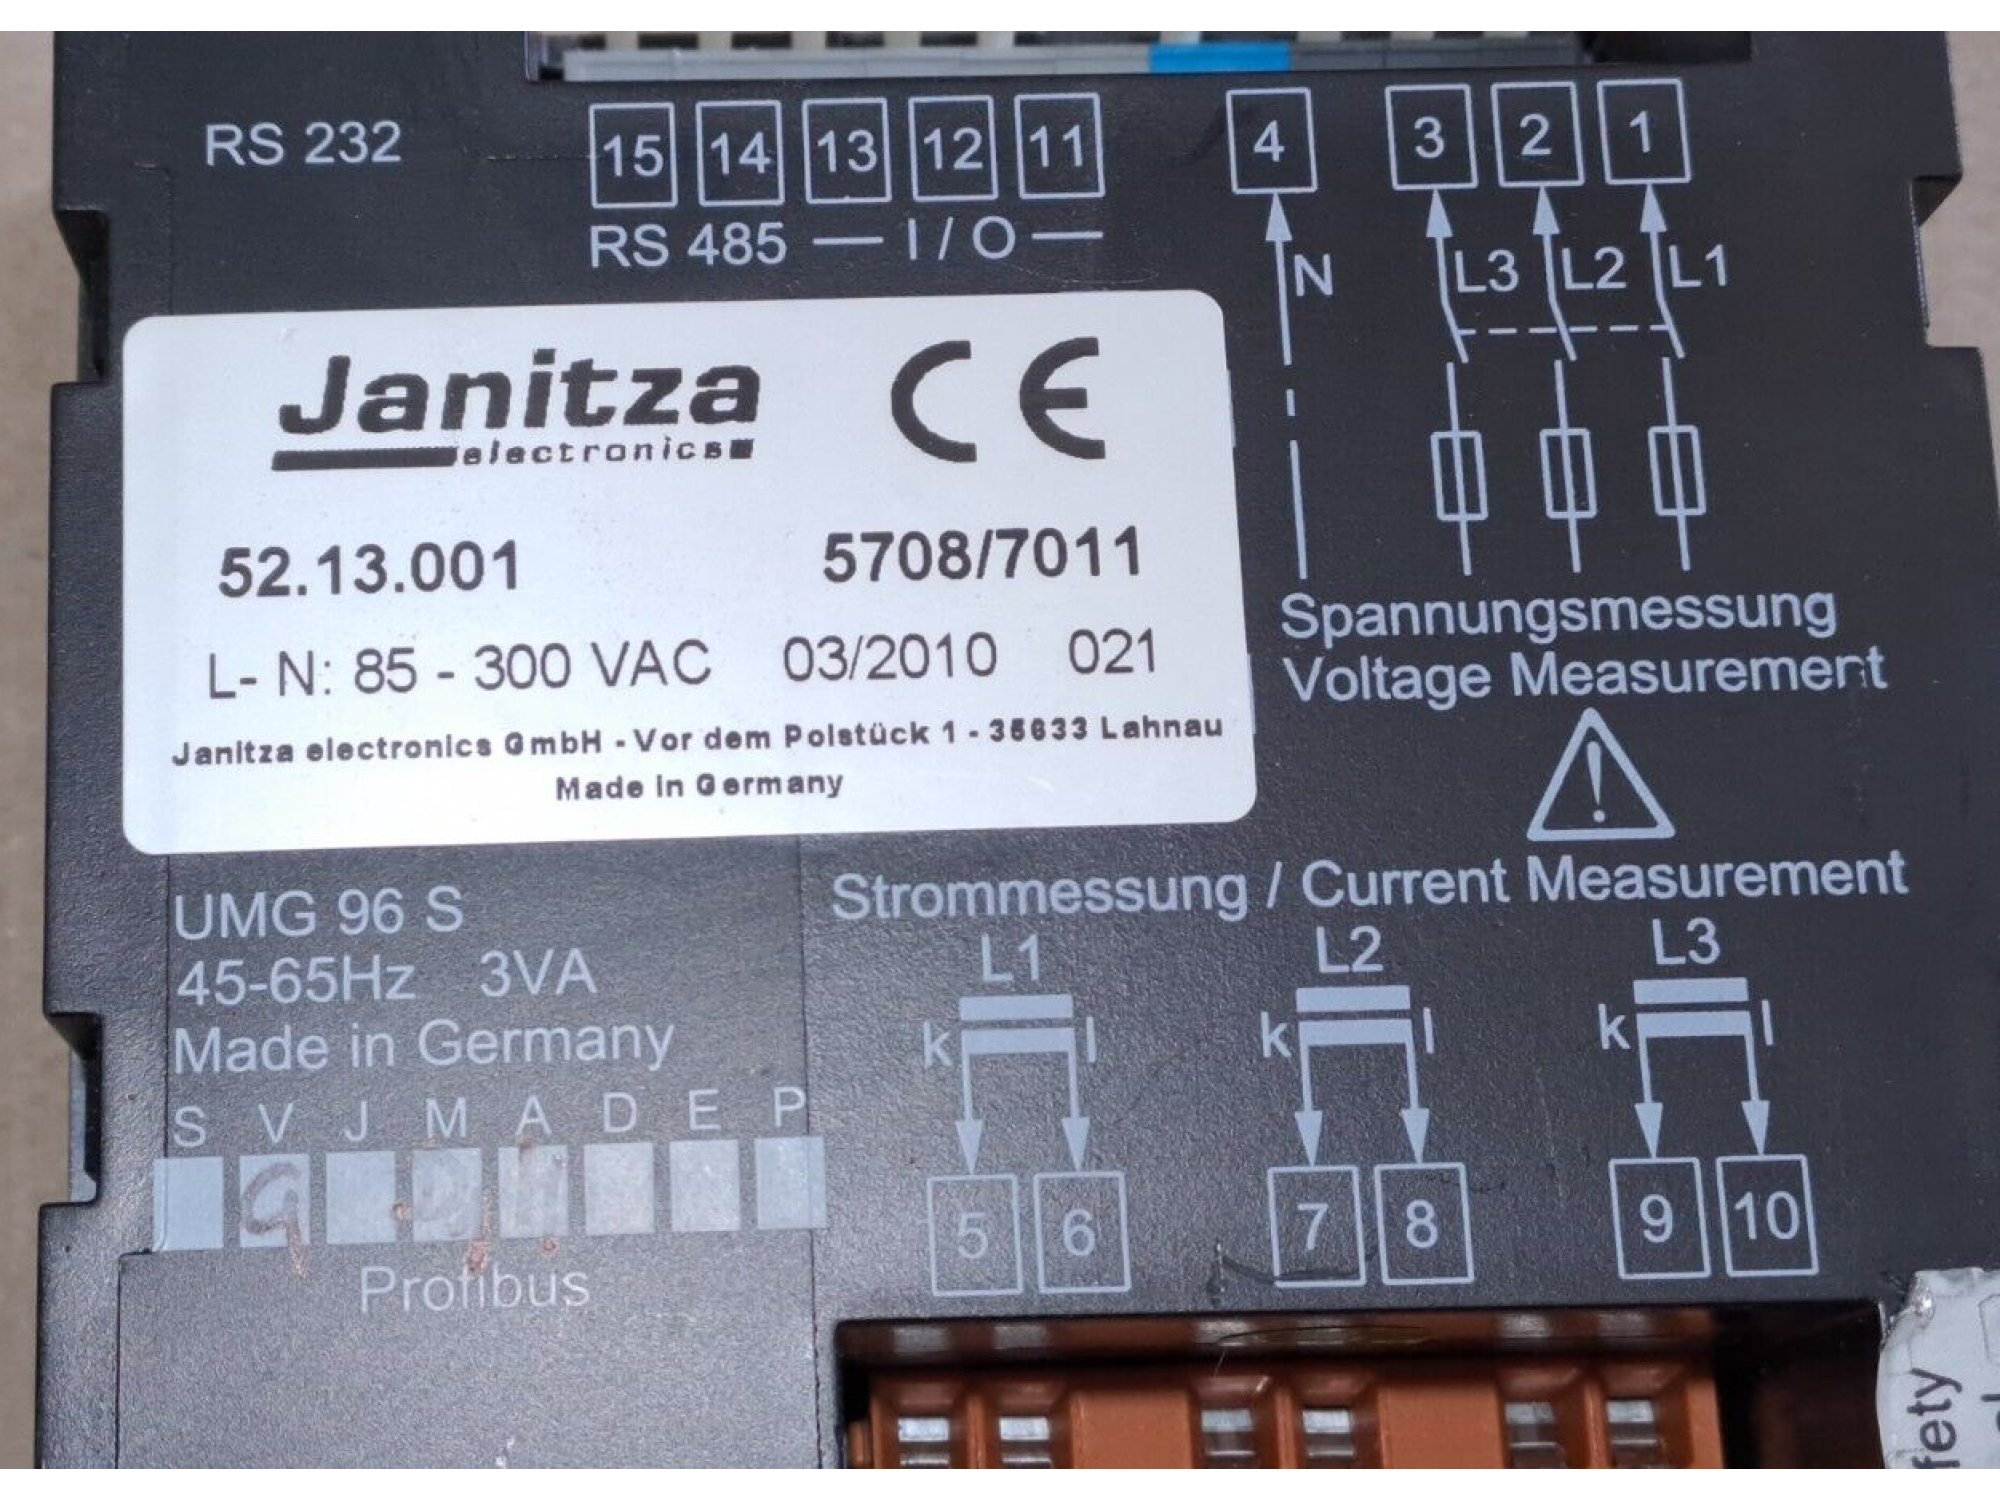 RS 232
15 14 13 12 11
4 3 2 1
RS 485 — I / O —
N L3 L2 L1
Janitza
electronics
CE
52.13.001 5708/7011
L- N: 85 - 300 VAC 03/2010 021
Janitza electronics GmbH - Vor dem Polstück 1 - 35633 Lahnau
Made in Germany
Spannungsmessung
Voltage Measurement
UMG 96 S
45-65Hz 3VA
Made in Germany
S V J M A D E P
9
Profibus
Strommessung / Current Measurement
L1 L2 L3
k l k l k l
5 6 7 8 9 10